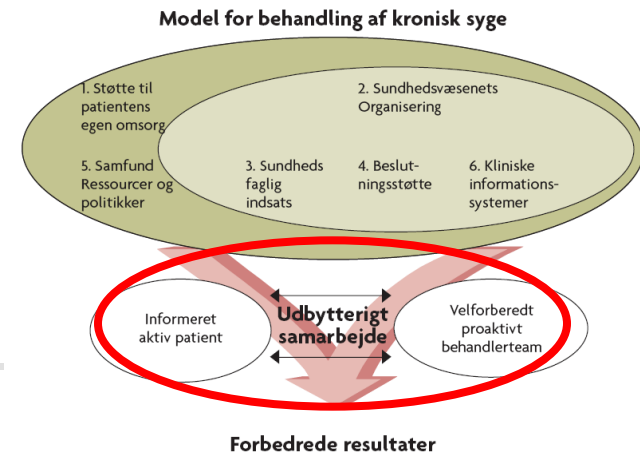 Model for behandling af kronisk syge
1. Støtte til
patientens
egen omsorg
2. Sundhedsvæsenets
Organisering
5. Samfund
Ressourcer og
politikker
3. Sundheds
faglig
indsats
4. Beslut-
ningsstøtte
6. Kliniske
informations-
systemer
Informeret
aktiv patient
Udbytterigt
samarbejde
Velforberedt
proaktivt
behandlerteam
Forbedrede resultater